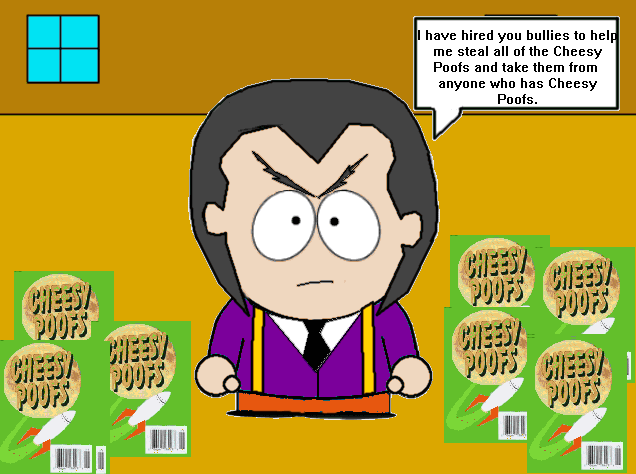 I have hired you bullies to help
me steal all of the Cheesy
Poofs and take them from
anyone who has Cheesy
Poofs.
CHEESY
POOFS
CHEESY
POOFS
CHEESY
POOFS
CHEESY
POOFS
CHEESY
POOFS
CHEESY
POOFS
CHEESY
POOFS